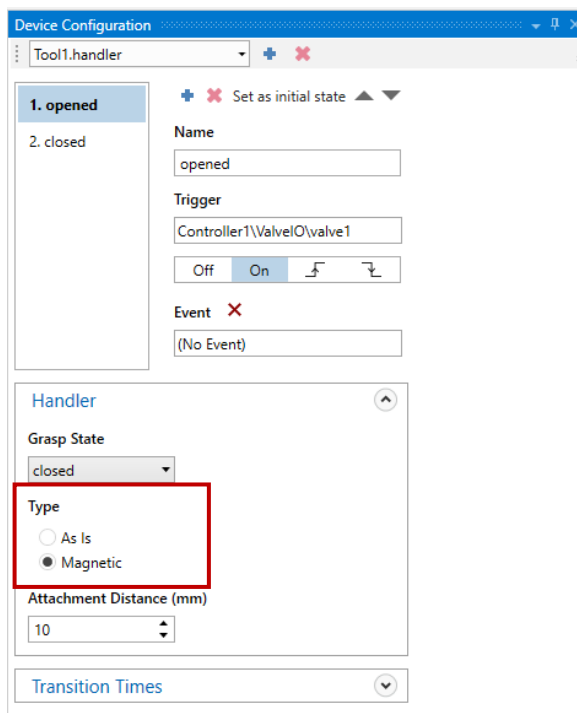 Device Configuration
Tool1.handler
1. opened
2. closed
Set as initial state
Name
opened
Trigger
Controller1\ValveIO\valve1
Off On
Event
(No Event)
Handler
Grasp State
closed
Type
As Is
Magnetic
Attachment Distance (mm)
10
Transition Times